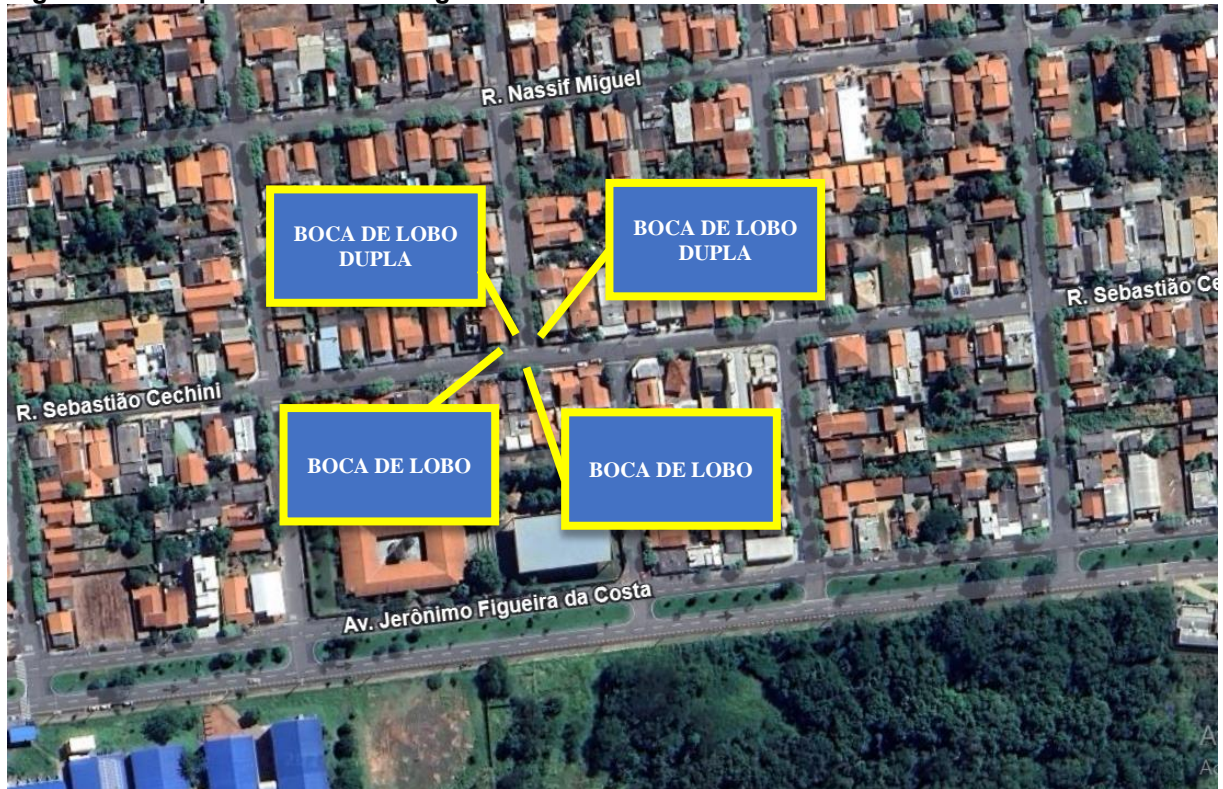 R. Nassif Miguel
BOCA DE LOBO
DUPLA
BOCA DE LOBO
DUPLA
R. Sebastião Ce
R. Sebastião Cechini
BOCA DE LOBO
BOCA DE LOBO
Av. Jerônimo Figueira da Costa